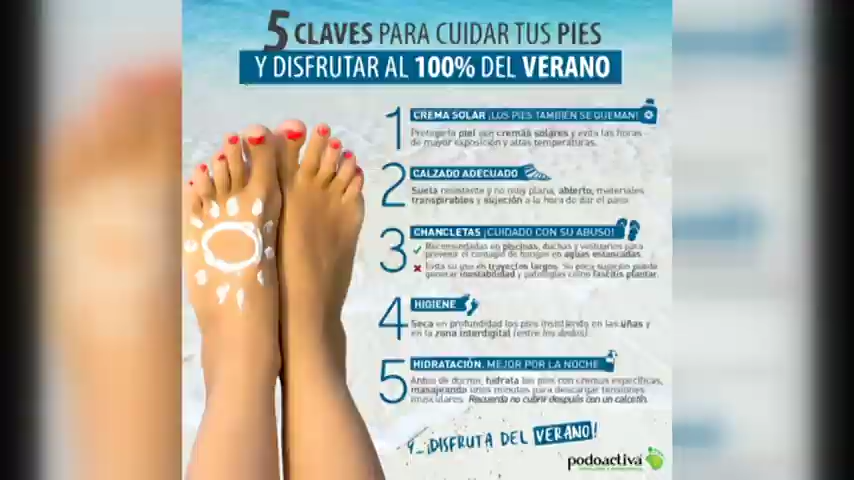 5 CLAVES PARA CUIDAR TUS PIES
Y DISFRUTAR AL 100% DEL VERANO
1 CREMA SOLAR ¡LOS PIES TAMBIÉN SE QUEMAN!
Protege tu piel con cremas solares y evita las horas
de mayor exposición y altas temperaturas.
2 CALZADO ADECUADO
Suela resistente y no muy plana, abierto, materiales
transpirables y sujeción a la hora de dar el paso.
3 CHANCLETAS ¡CUIDADO CON SU ABUSO!
Recomendadas en piscinas, duchas y vestuarios para
prevenir el contagio de hongos en aguas estancadas.
Evita su uso en trayectos largos. Su poca sujeción puede
generar inestabilidad y patologías como fascitis plantar.
4 HIGIENE
Seca en profundidad los pies insistiendo en las uñas y
en la zona interdigital (entre los dedos).
5 HIDRATACIÓN. MEJOR POR LA NOCHE
Antes de dormir, hidrata los pies con cremas específicas,
masajeando unos minutos para descargar tensiones
musculares. Recuerda no cubrir después con un calcetín.
Y... ¡DISFRUTA DEL VERANO!
podoactiva